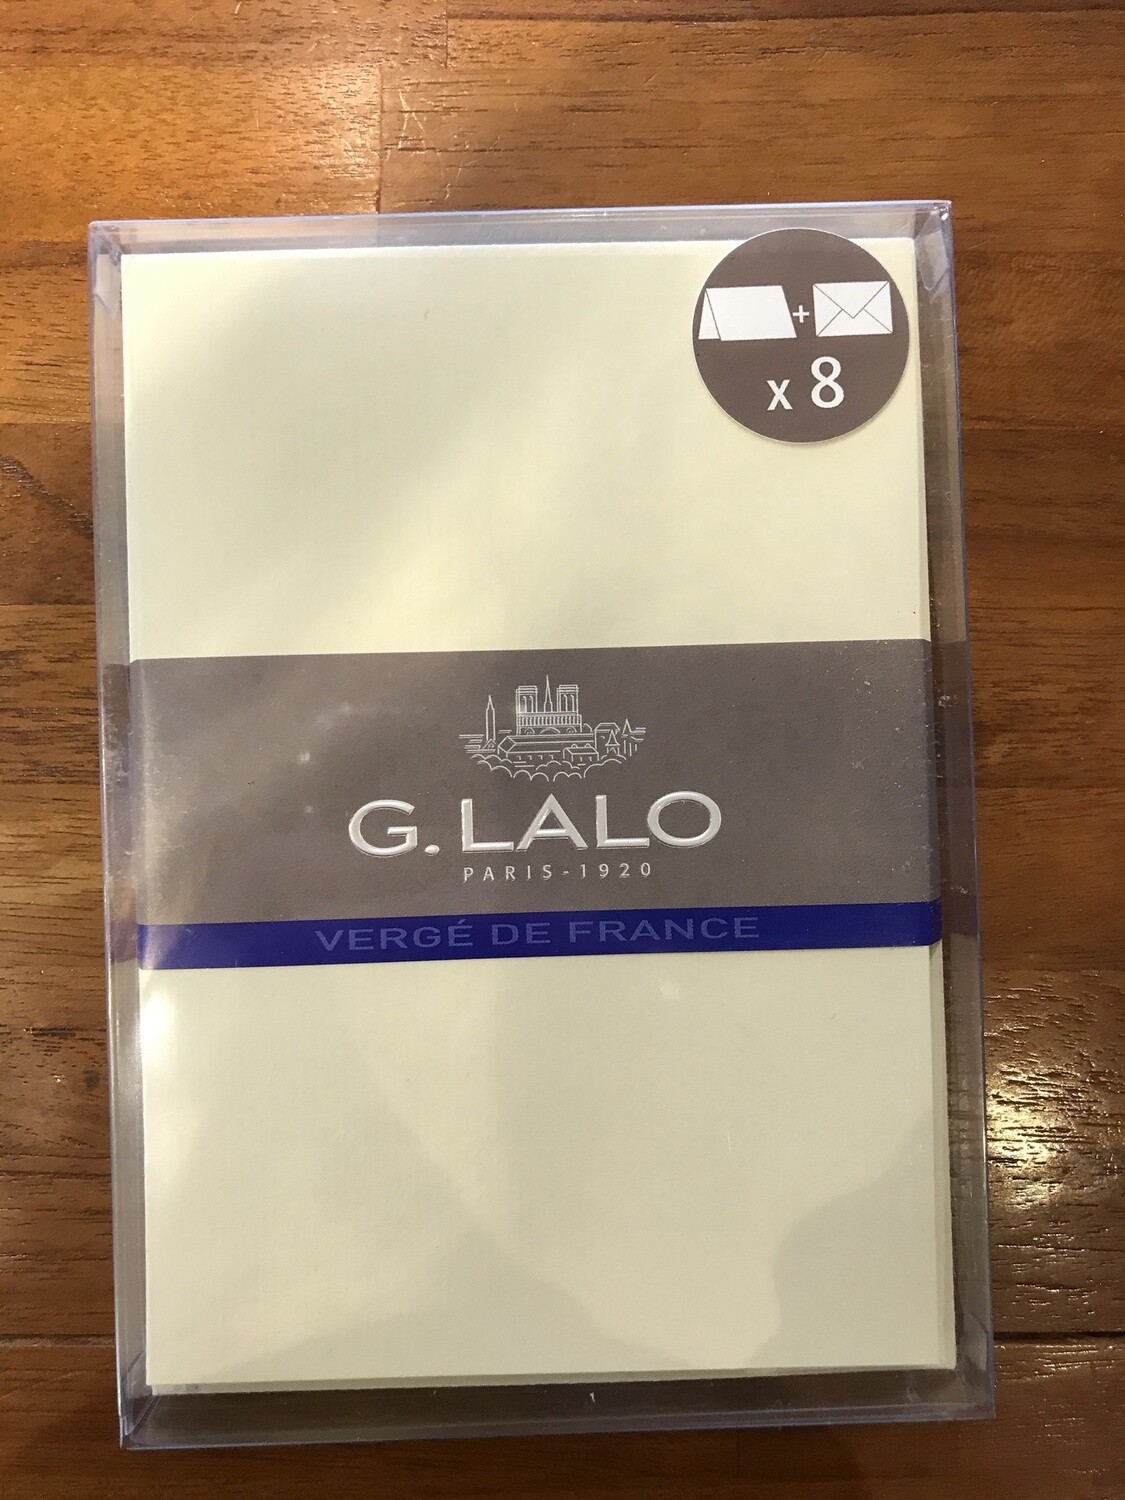 +
x 8
G. LALO
PARIS-1920
VERGÉ DE FRANCE